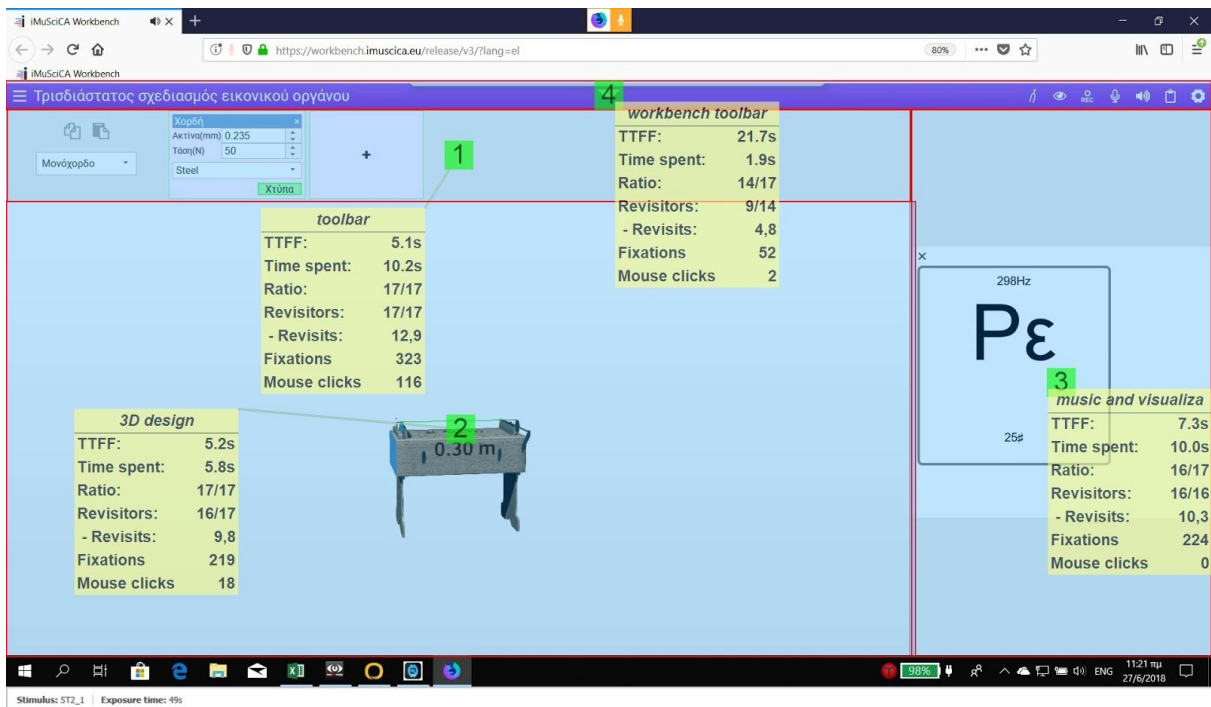 iMuSciCA Workbench
https://workbench.imuscica.eu/release/v3/?lang=el
80%
iMuSciCA Workbench
Τρισδιάστατος σχεδιασμός εικονικού οργάνου
REC
4
workbench toolbar
TTFF: 21.7s
Time spent: 1.9s
Ratio: 14/17
Revisitors: 9/14
- Revisits: 4,8
Fixations 52
Mouse clicks 2
Μονόχορδο
Χορδή ×
Ακτίνα(mm) 0.235
Τάση(N) 50
Steel
Χτύπα
+
1
toolbar
TTFF: 5.1s
Time spent: 10.2s
Ratio: 17/17
Revisitors: 17/17
- Revisits: 12,9
Fixations 323
Mouse clicks 116
×
298Hz
Ρε
25♯
3
music and visualiza
TTFF: 7.3s
Time spent: 10.0s
Ratio: 16/17
Revisitors: 16/16
- Revisits: 10,3
Fixations 224
Mouse clicks 0
2
0.30 m
3D design
TTFF: 5.2s
Time spent: 5.8s
Ratio: 17/17
Revisitors: 16/17
- Revisits: 9,8
Fixations 219
Mouse clicks 18
98%
ENG
11:21 πμ
27/6/2018
Stimulus: ST2_1 | Exposure time: 49s